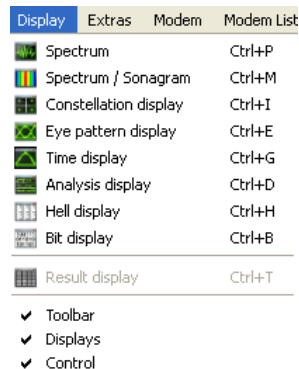 Display Extras Modem Modem List
Spectrum Ctrl+P
Spectrum / Sonagram Ctrl+M
Constellation display Ctrl+I
Eye pattern display Ctrl+E
Time display Ctrl+G
Analysis display Ctrl+D
Hell display Ctrl+H
Bit display Ctrl+B
Result display Ctrl+T
Toolbar
Displays
Control